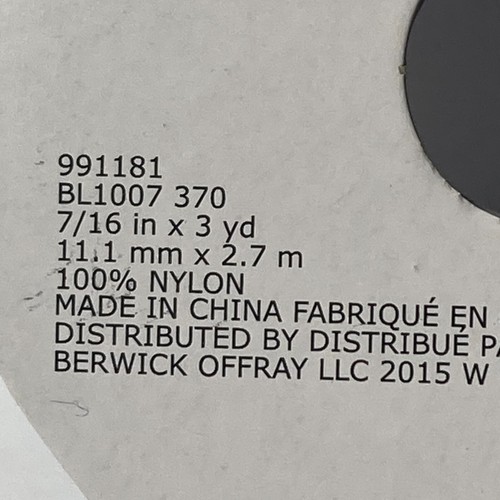 991181
BL1007 370
7/16 in x 3 yd
11.1 mm x 2.7 m
100% NYLON
MADE IN CHINA FABRIQUÉ EN
DISTRIBUTED BY DISTRIBUÉ PA
BERWICK OFFRAY LLC 2015 W